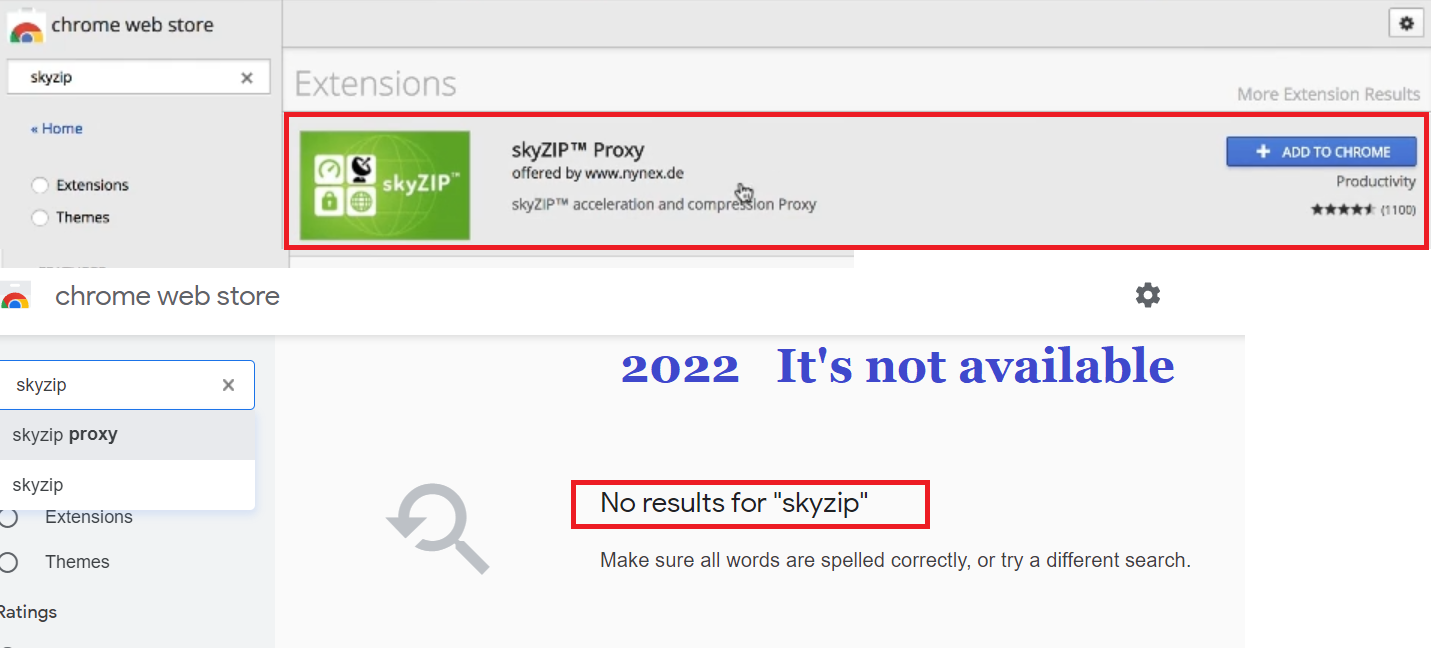 chrome web store
skyzip
« Home
Extensions
Themes
Extensions
More Extension Results
skyZIP™
skyZIP™ Proxy
offered by www.nynex.de
skyZIP™ acceleration and compression Proxy
ADD TO CHROME
Productivity
(1100)
chrome web store
skyzip
skyzip proxy
skyzip
Extensions
Themes
Ratings
2022 It's not available
No results for "skyzip"
Make sure all words are spelled correctly, or try a different search.